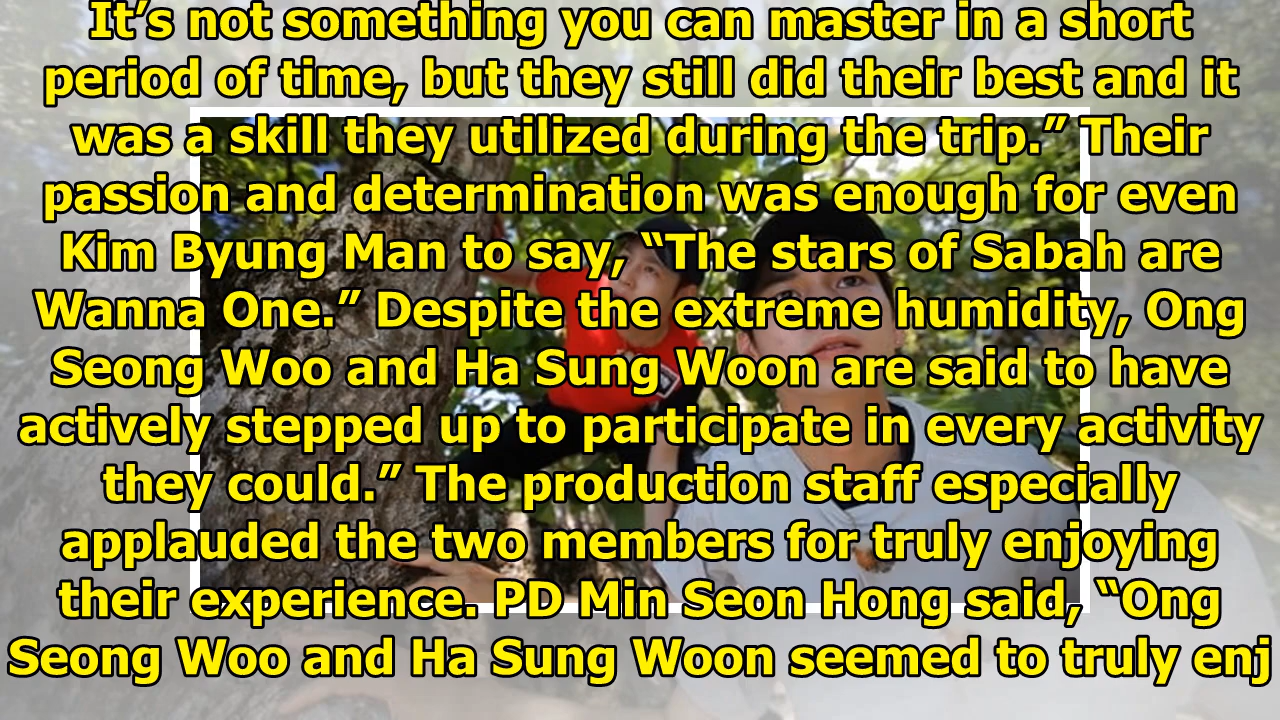 It’s not something you can master in a short
period of time, but they still did their best and it
was a skill they utilized during the trip.” Their
passion and determination was enough for even
Kim Byung Man to say, “The stars of Sabah are
Wanna One.” Despite the extreme humidity, Ong
Seong Woo and Ha Sung Woon are said to have
actively stepped up to participate in every activity
they could.” The production staff especially
applauded the two members for truly enjoying
their experience. PD Min Seon Hong said, “Ong
Seong Woo and Ha Sung Woon seemed to truly enj